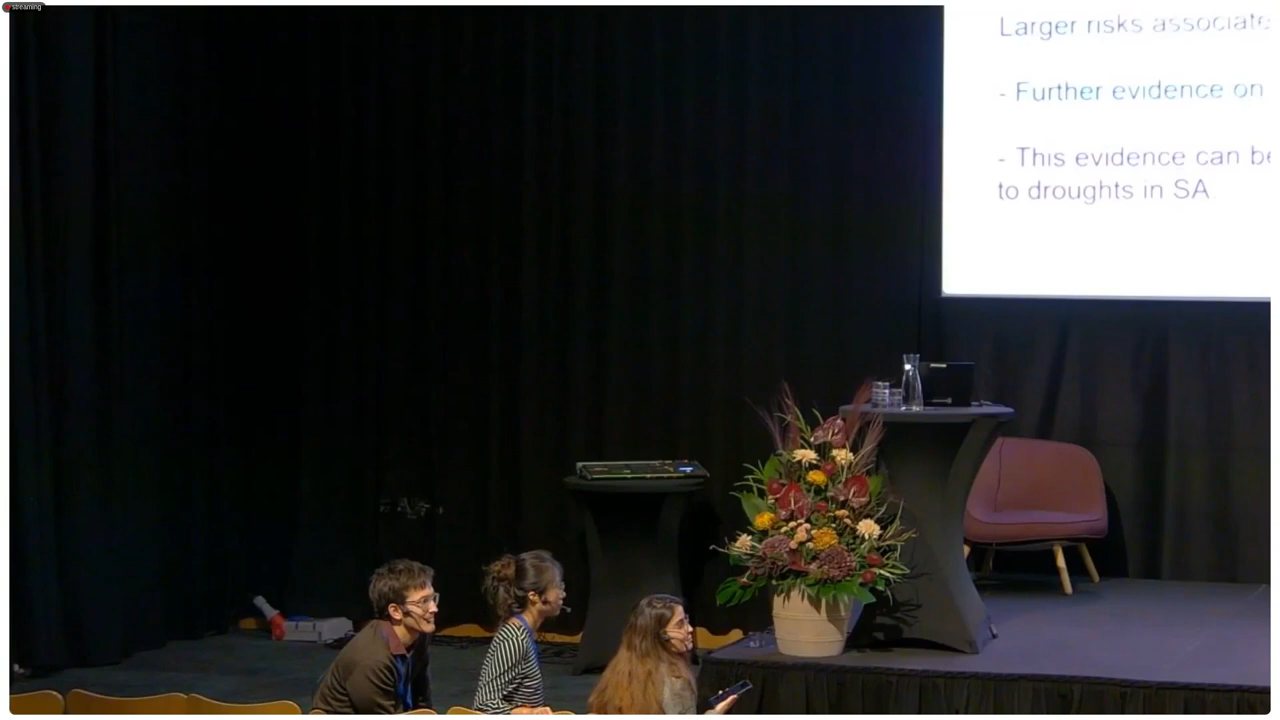 streaming
Larger risks associate
- Further evidence on
- This evidence can be
to droughts in SA